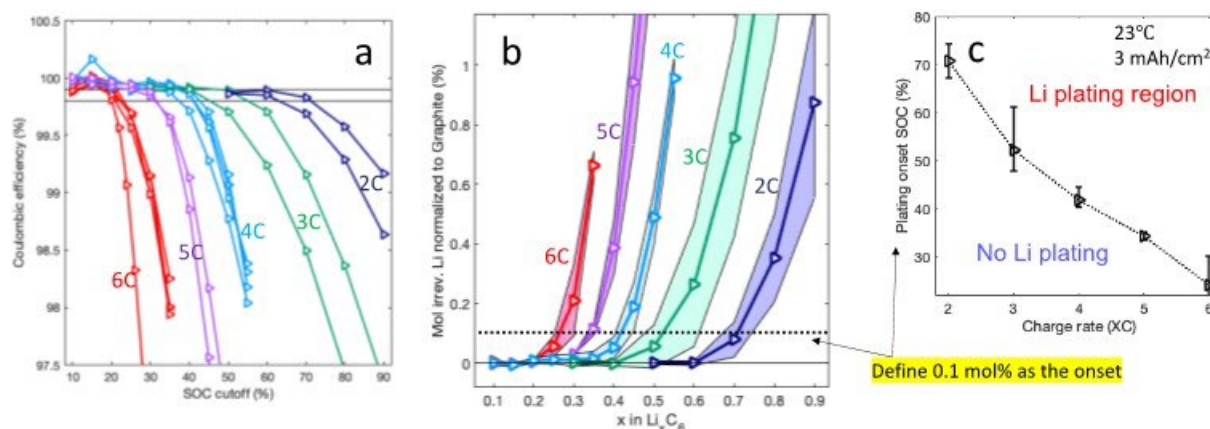 a
Coulombic efficiency (%)
100
99.5
99
98.5
98
97.5
6C
5C
4C
3C
2C
10 20 30 40 50 60 70 80 90
SOC cutoff (%)
b
Mol irrev. Li normalized to Graphite (%)
1
0.8
0.6
0.4
0.2
0
6C
5C
4C
3C
2C
0.1 0.2 0.3 0.4 0.5 0.6 0.7 0.8 0.9
x in LixC6
c
23°C
3 mAh/cm2
Plating onset SOC (%)
80
70
60
50
40
30
Li plating region
No Li plating
2 3 4 5 6
Charge rate (XC)
Define 0.1 mol% as the onset